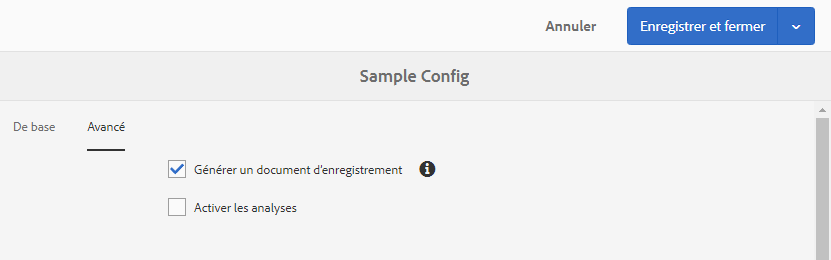 Annuler
Enregistrer et fermer
Sample Config
De base
Avancé
Générer un document d'enregistrement
Activer les analyses